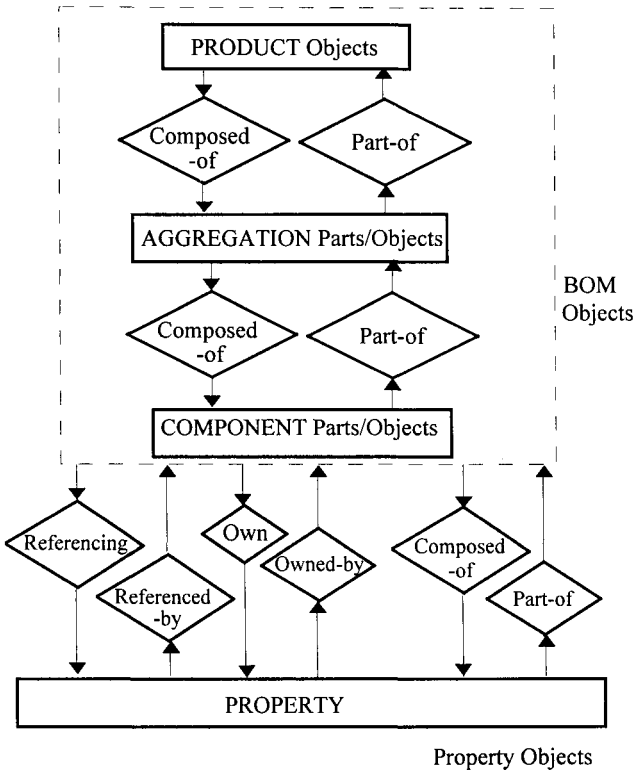 PRODUCT Objects
Composed
-of
Part-of
AGGREGATION Parts/Objects
BOM
Objects
Composed
-of
Part-of
COMPONENT Parts/Objects
Referencing
Referenced
-by
Own
Owned-by
Composed
-of
Part-of
PROPERTY
Property Objects